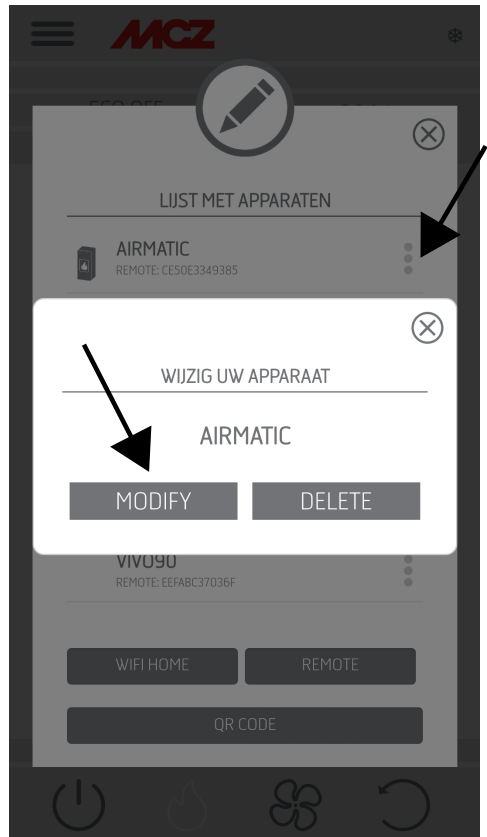 MCZ
ECO OFF
LIJST MET APPARATEN
AIRMATIC
REMOTE: CE50E3349385
WIJZIG UW APPARAAT
AIRMATIC
MODIFY
DELETE
VIVO90
REMOTE: EEFABC37036F
WIFI HOME
REMOTE
QR CODE